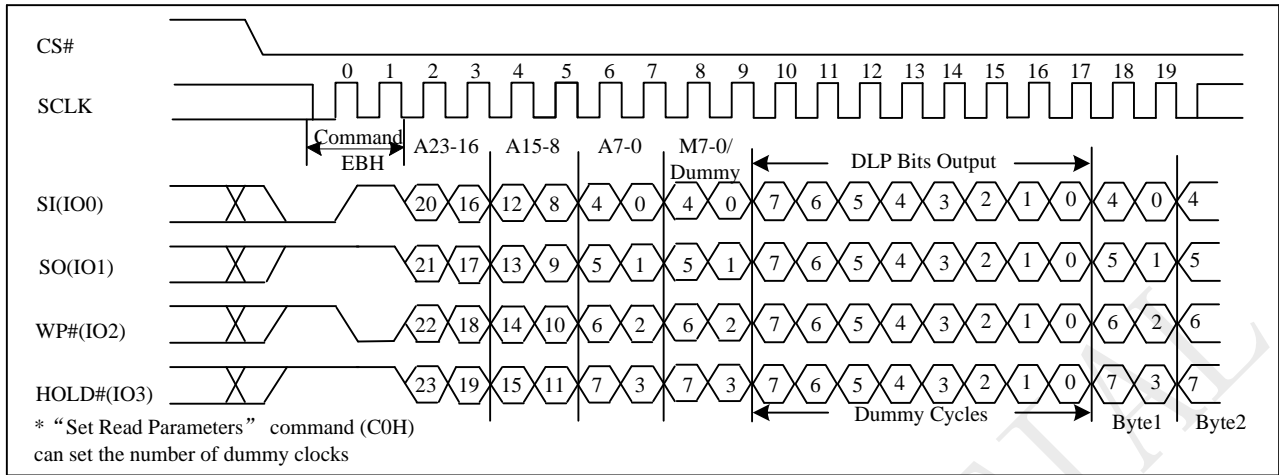 CS#
0 1 2 3 4 5 6 7 8 9 10 11 12 13 14 15 16 17 18 19
SCLK
Command
EBH
A23-16 A15-8 A7-0 M7-0/
Dummy
DLP Bits Output
SI(IO0) 20 16 12 8 4 0 4 0 7 6 5 4 3 2 1 0 4 0 4
SO(IO1) 21 17 13 9 5 1 5 1 7 6 5 4 3 2 1 0 5 1 5
WP#(IO2) 22 18 14 10 6 2 6 2 7 6 5 4 3 2 1 0 6 2 6
HOLD#(IO3) 23 19 15 11 7 3 7 3 7 6 5 4 3 2 1 0 7 3 7
Dummy Cycles Byte1 Byte2
* “Set Read Parameters” command (C0H)
can set the number of dummy clocks